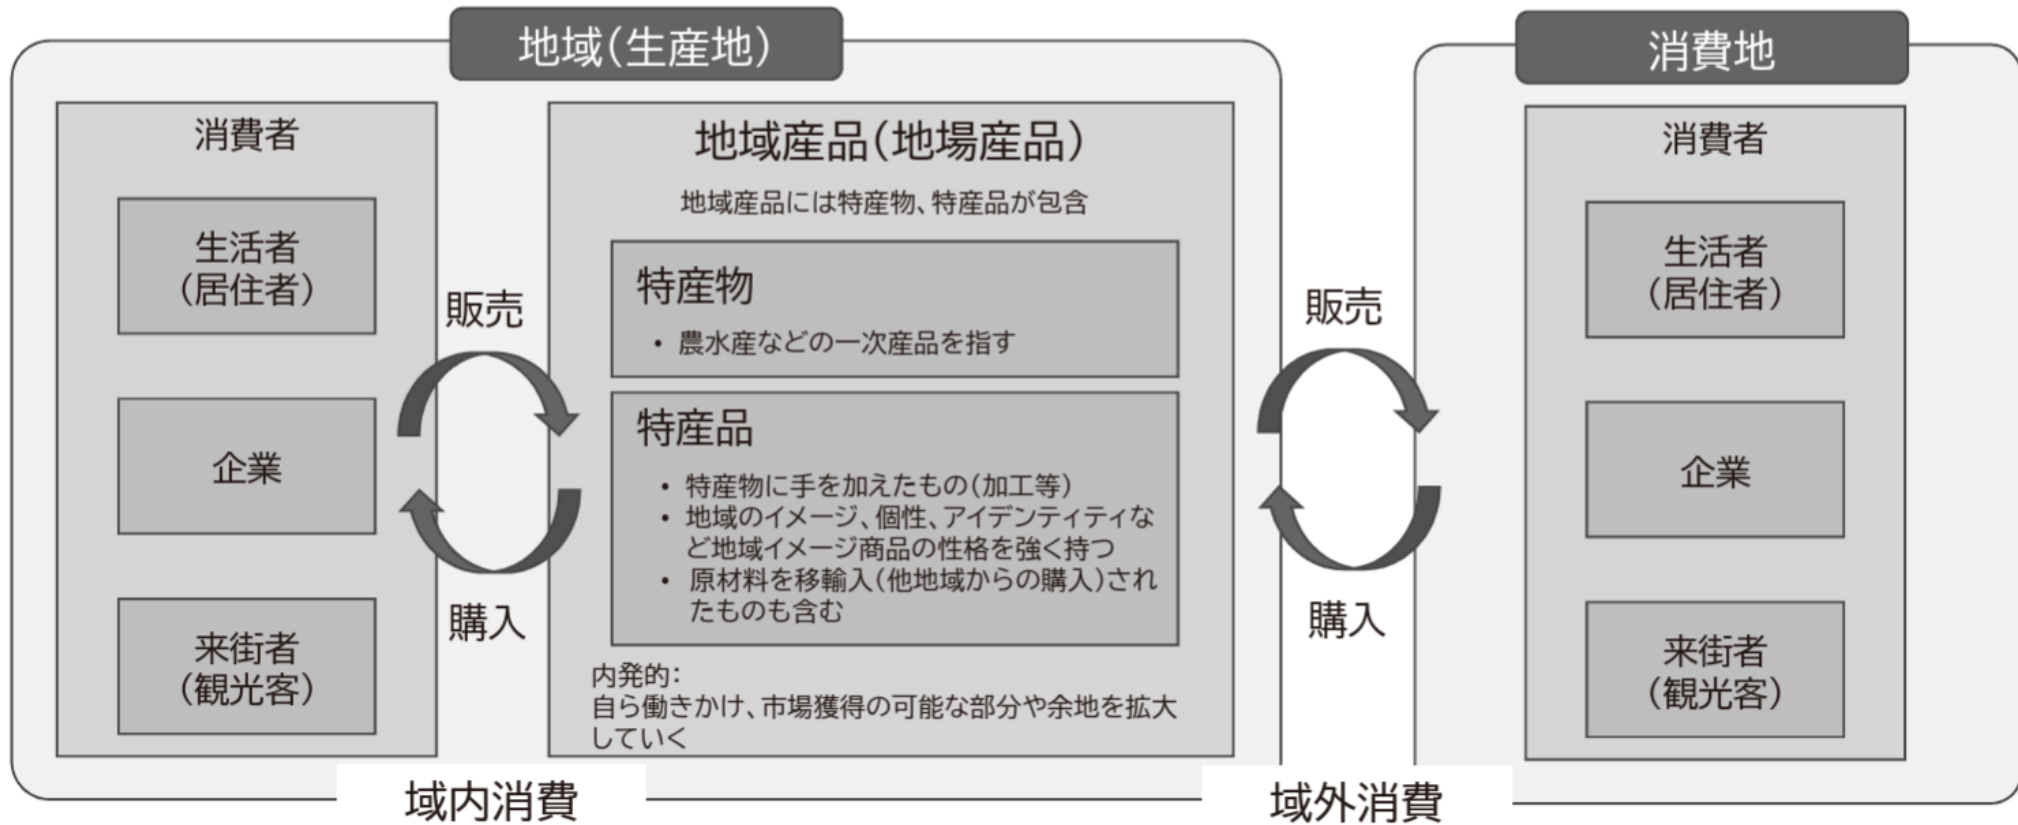 地域（生産地）
消費者
生活者
（居住者）
企業
来街者
（観光客）
販売
購入
域内消費
地域産品（地場産品）
地域産品には特産物、特産品が包含
特産物
• 農水産などの一次産品を指す
特産品
• 特産物に手を加えたもの（加工等）
• 地域のイメージ、個性、アイデンティティな
ど地域イメージ商品の性格を強く持つ
• 原材料を移輸入（他地域からの購入）され
たものも含む
内発的：
自ら働きかけ、市場獲得の可能な部分や余地を拡大
していく
販売
購入
域外消費
消費地
消費者
生活者
（居住者）
企業
来街者
（観光客）